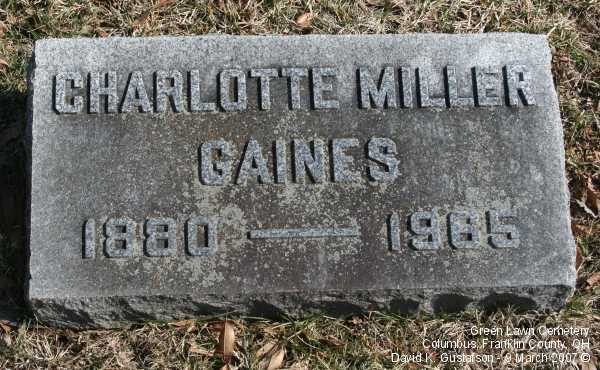 CHARLOTTE MILLER
GAINES
1880 — 1965
Green Lawn Cemetery
Columbus, Franklin County, OH
David K. Gustafson - 9 March 2007 ©